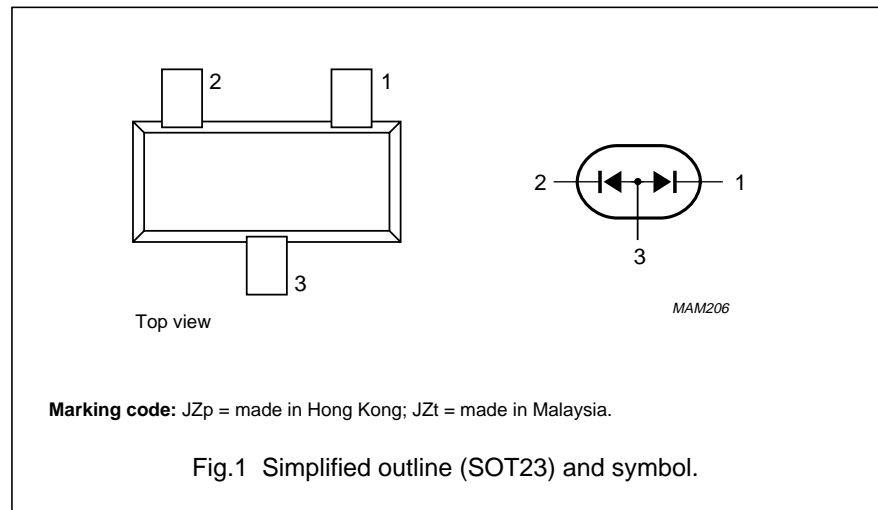 2
1
3
Top view
2
1
3
MAM206
Marking code: JZp = made in Hong Kong; JZt = made in Malaysia.
Fig.1 Simplified outline (SOT23) and symbol.